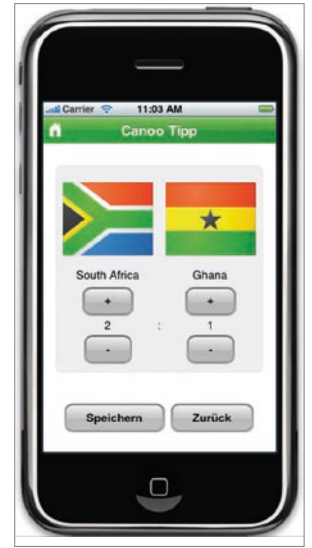 Carrier 11:03 AM
Canoo Tipp
South Africa Ghana
+ +
2 : 1
- -
Speichern Zurück